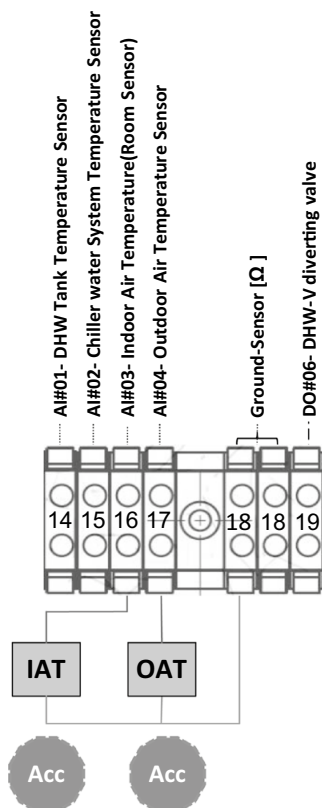 AI#01- DHW Tank Temperature Sensor
AI#02- Chiller water System Temperature Sensor
AI#03- Indoor Air Temperature(Room Sensor)
AI#04- Outdoor Air Temperature Sensor
Ground-Sensor [Ω]
DO#06- DHW-V diverting valve
14 15 16 17 18 18 19
IAT OAT
Acc Acc